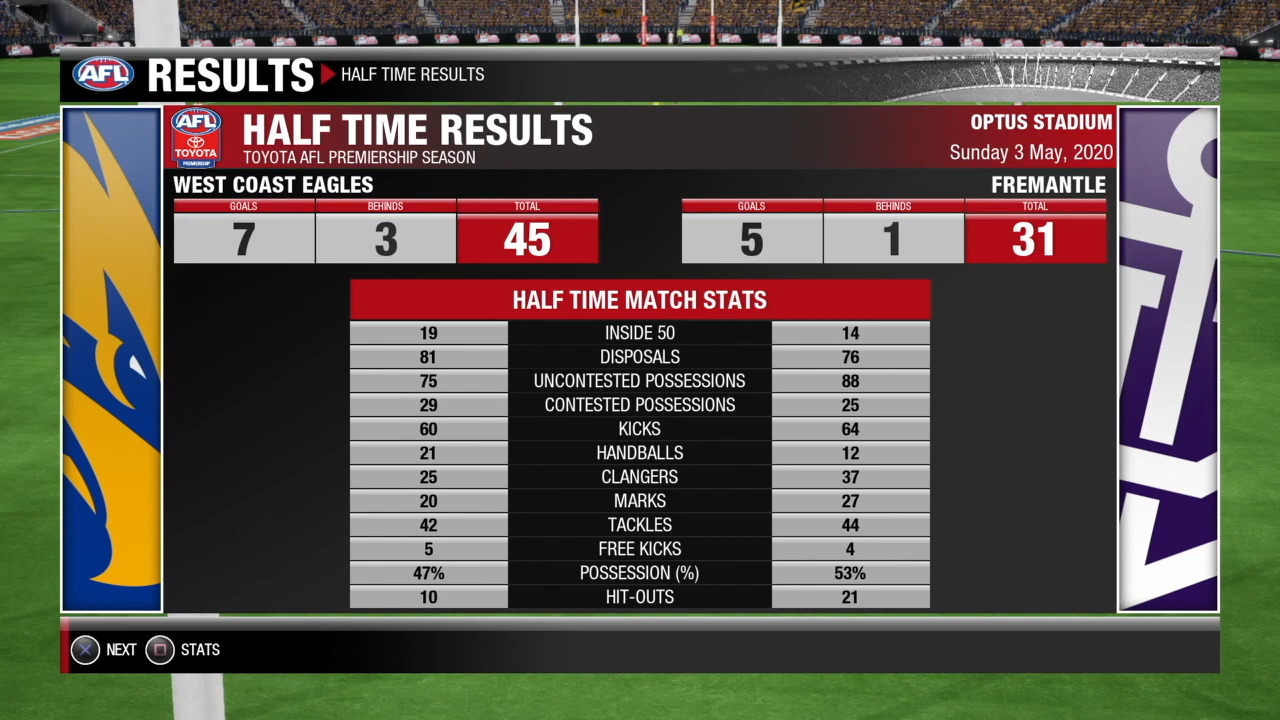 AFL RESULTS HALF TIME RESULTS
AFL
TOYOTA
PREMIERSHIP
HALF TIME RESULTS
TOYOTA AFL PREMIERSHIP SEASON
OPTUS STADIUM
Sunday 3 May, 2020
WEST COAST EAGLES
FREMANTLE
GOALS BEHINDS TOTAL GOALS BEHINDS TOTAL
7 3 45 5 1 31
HALF TIME MATCH STATS
19 INSIDE 50 14
81 DISPOSALS 76
75 UNCONTESTED POSSESSIONS 88
29 CONTESTED POSSESSIONS 25
60 KICKS 64
21 HANDBALLS 12
25 CLANGERS 37
20 MARKS 27
42 TACKLES 44
5 FREE KICKS 4
47% POSSESSION (%) 53%
10 HIT-OUTS 21
NEXT STATS